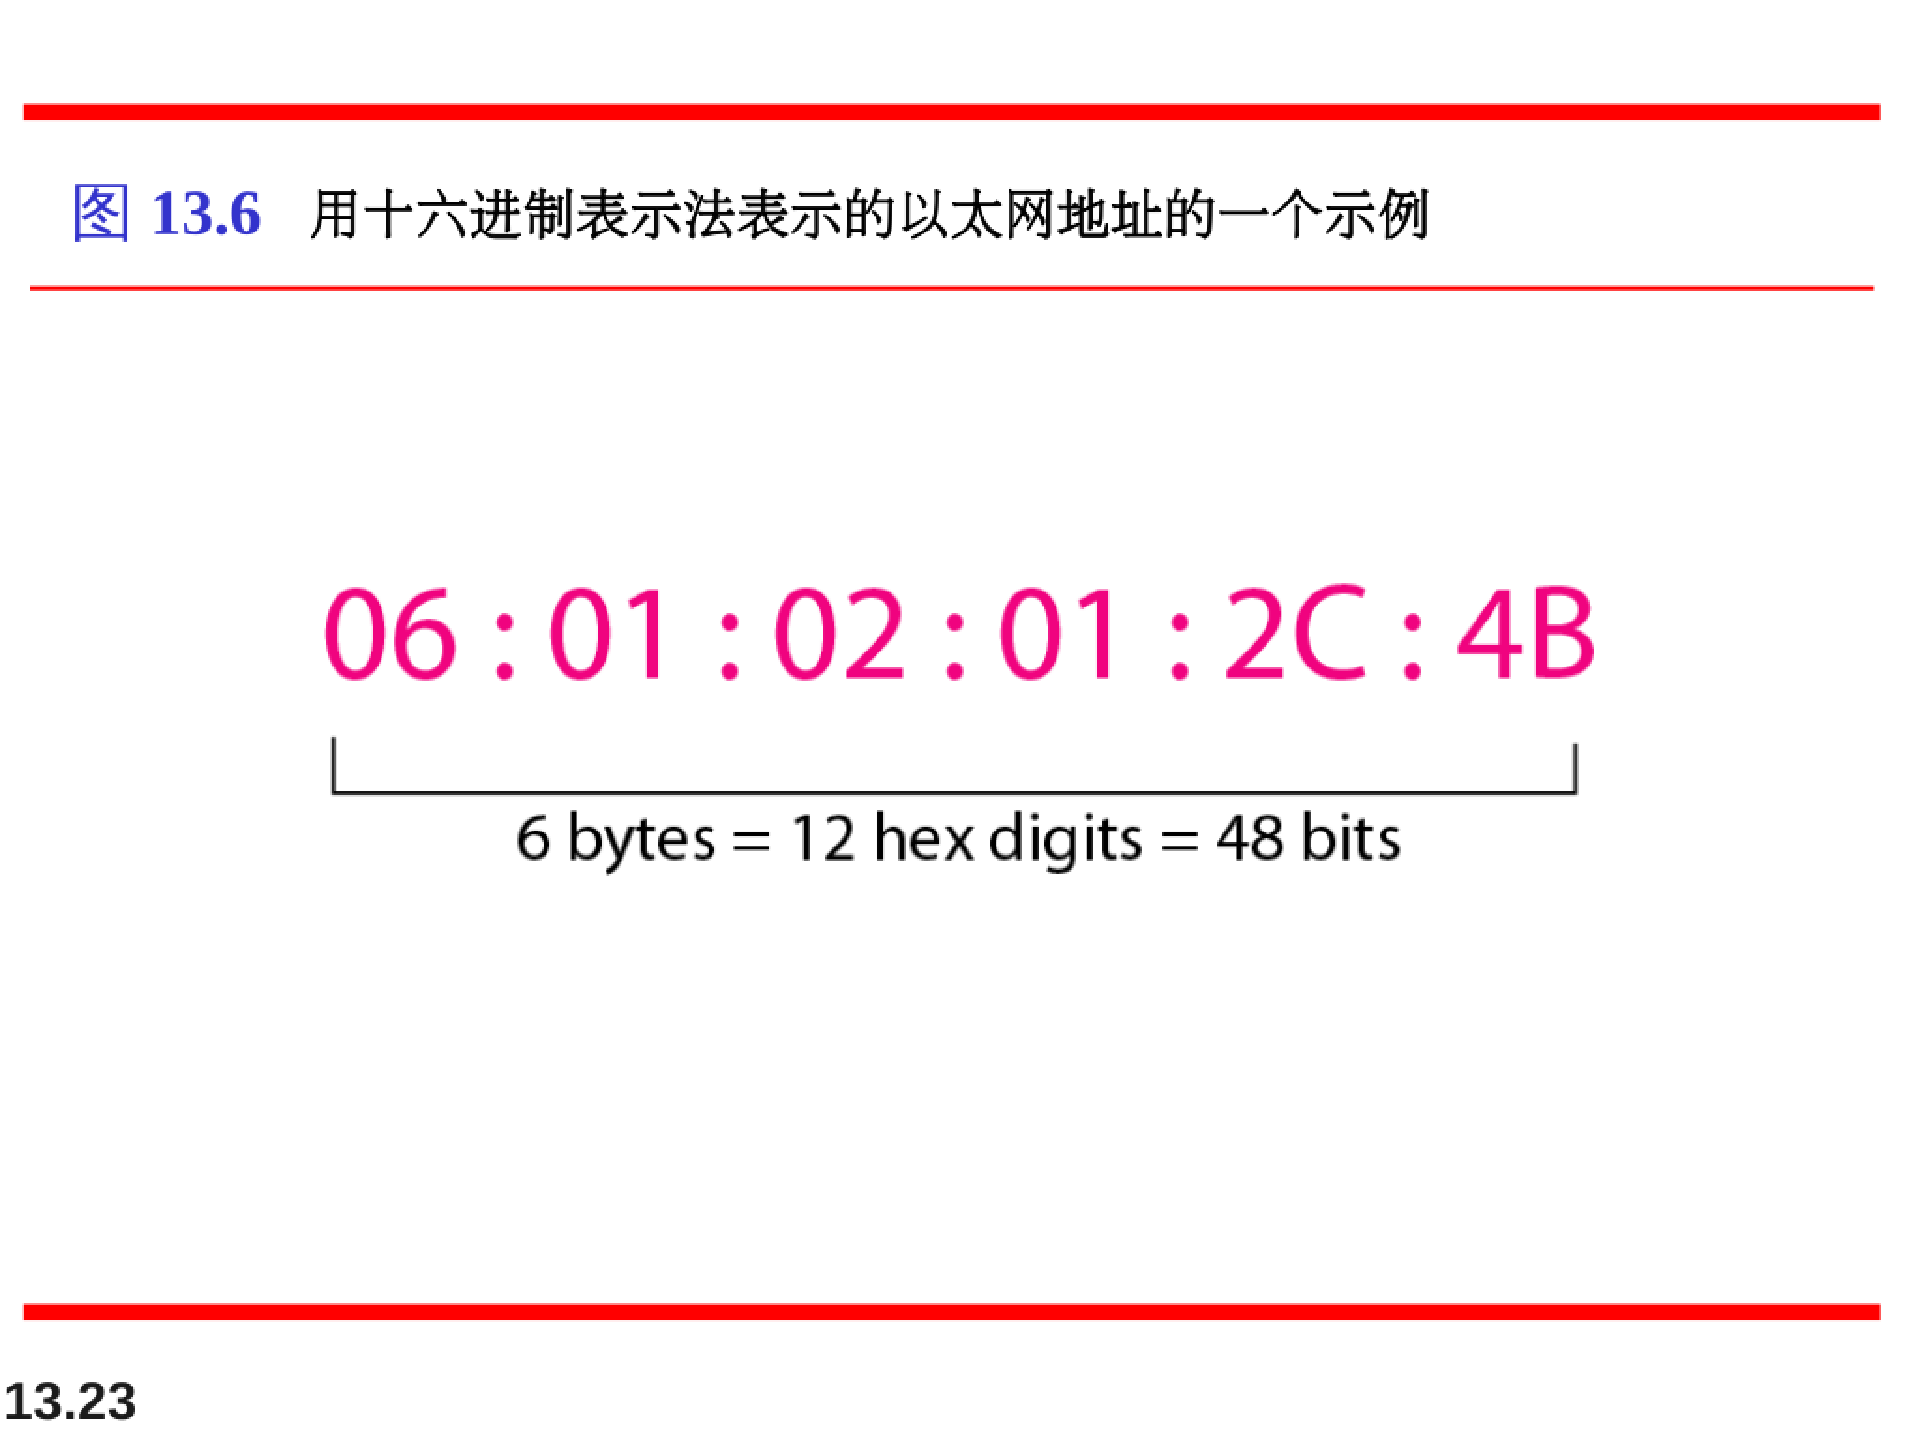 图 13.6 用十六进制表示法表示的以太网地址的一个示例
06 : 01 : 02 : 01 : 2C : 4B
6 bytes = 12 hex digits = 48 bits
13.23